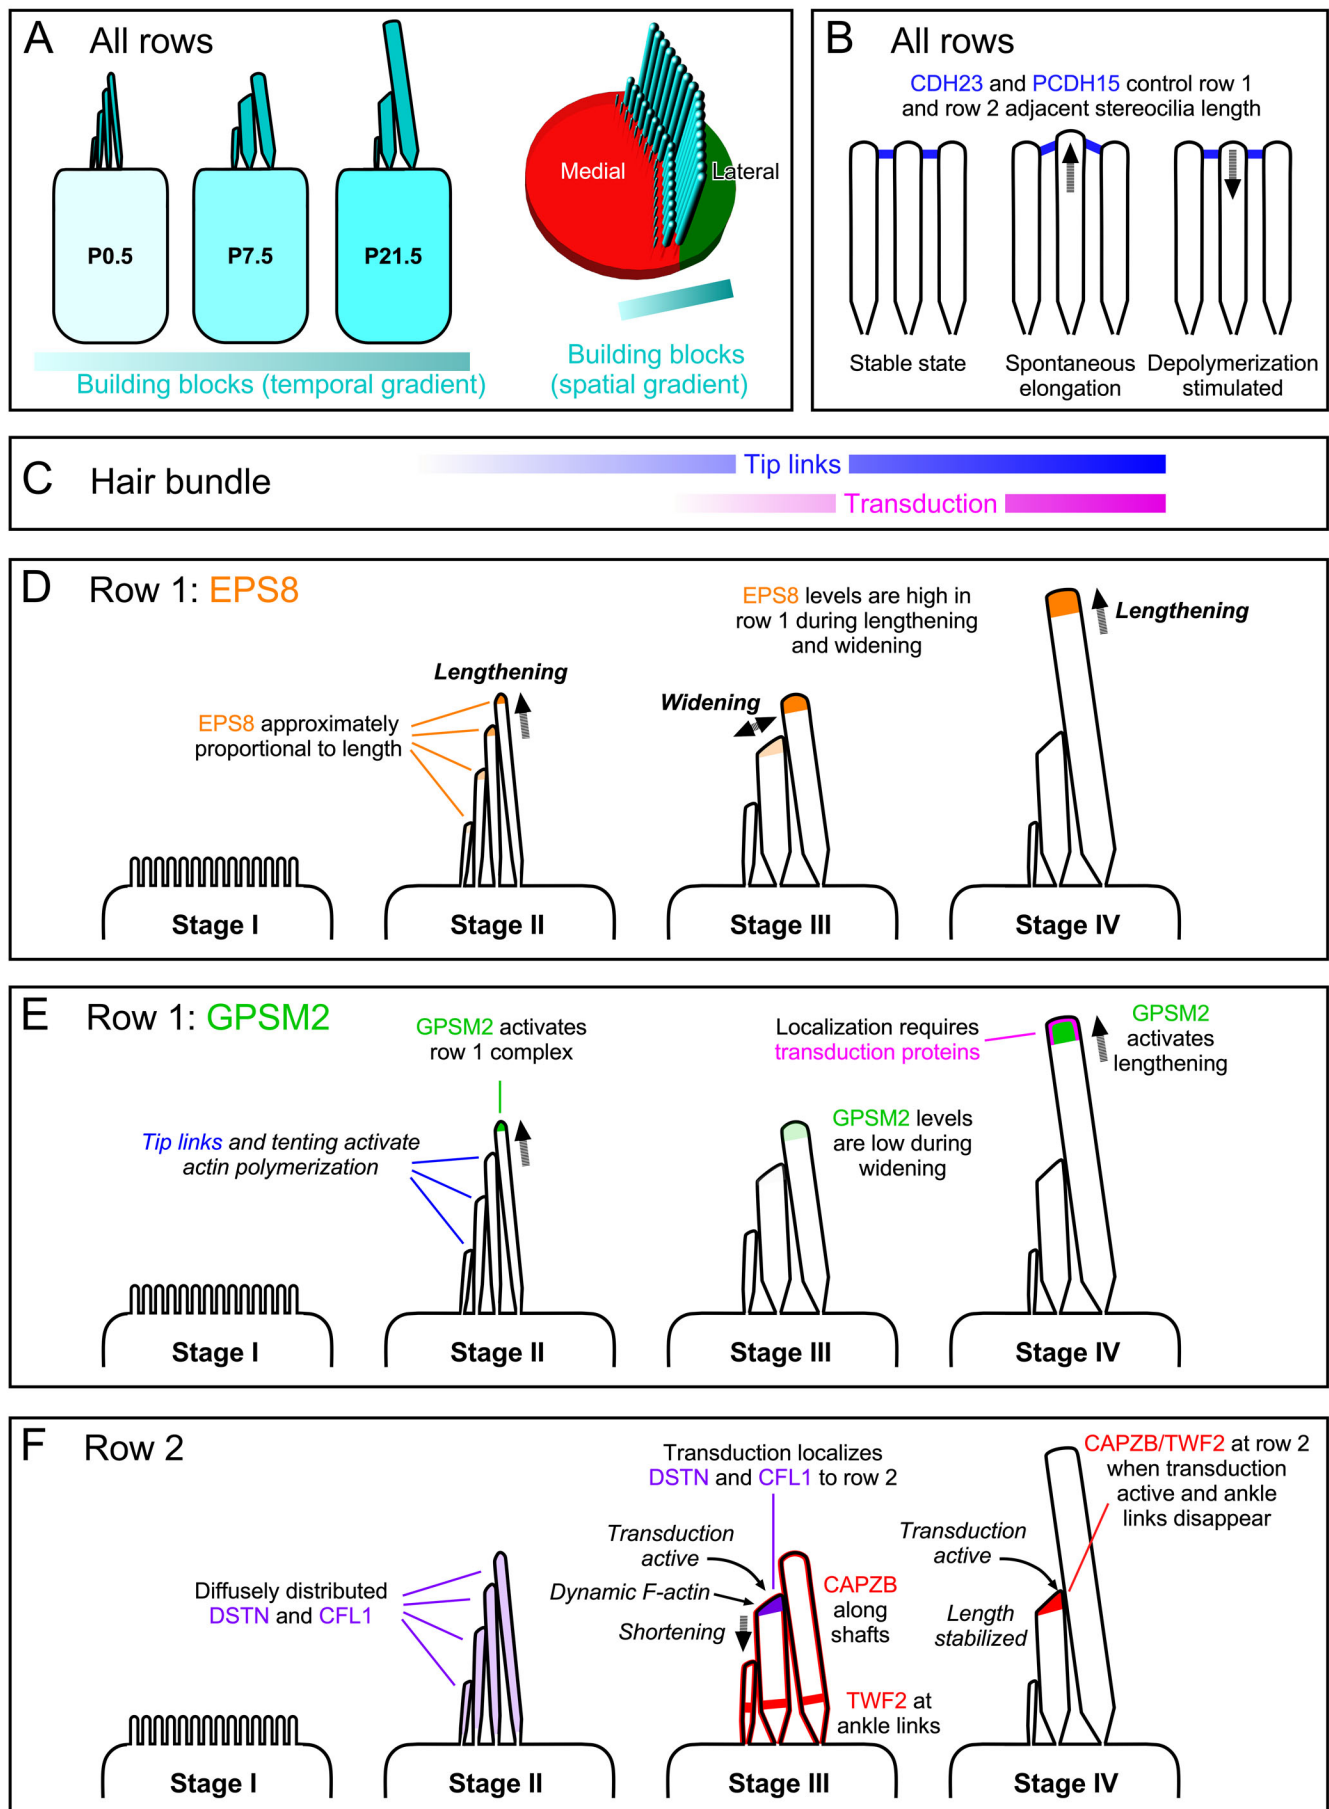 A All rows
P0.5
P7.5
P21.5
Building blocks (temporal gradient)
Medial
Lateral
Building blocks
(spatial gradient)
B All rows
CDH23 and PCDH15 control row 1
and row 2 adjacent stereocilia length
Stable state
Spontaneous
elongation
Depolymerization
stimulated
C Hair bundle
Tip links
Transduction
D Row 1: EPS8
EPS8 approximately
proportional to length
Lengthening
Widening
EPS8 levels are high in
row 1 during lengthening
and widening
Lengthening
Stage I
Stage II
Stage III
Stage IV
E Row 1: GPSM2
GPSM2 activates
row 1 complex
Tip links and tenting activate
actin polymerization
Localization requires
transduction proteins
GPSM2 levels
are low during
widening
GPSM2
activates
lengthening
Stage I
Stage II
Stage III
Stage IV
F Row 2
Diffusely distributed
DSTN and CFL1
Transduction localizes
DSTN and CFL1 to row 2
Transduction
active
Dynamic F-actin
Shortening
CAPZB
along
shafts
TWF2 at
ankle links
CAPZB/TWF2 at row 2
when transduction
active and ankle
links disappear
Transduction
active
Length
stabilized
Stage I
Stage II
Stage III
Stage IV